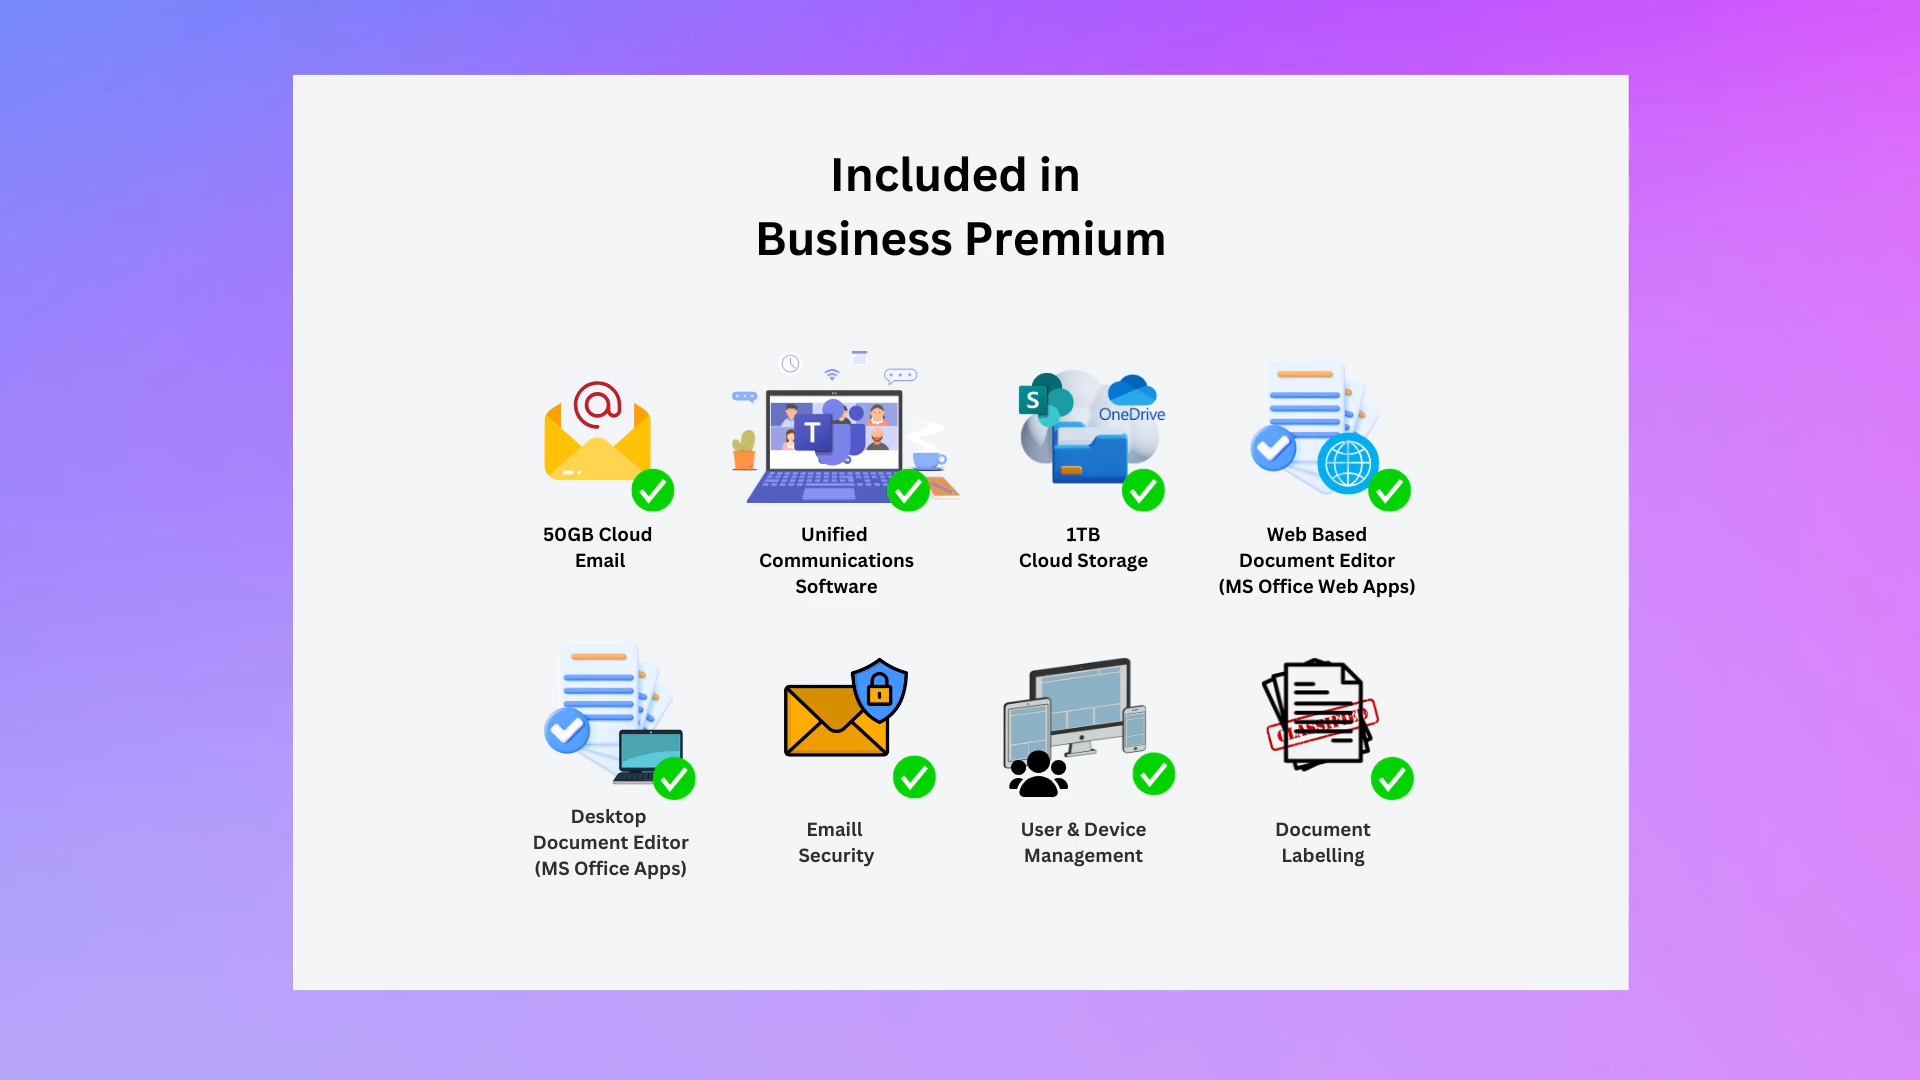 Included in
Business Premium
T
S
OneDrive
50GB Cloud
Email
Unified
Communications
Software
1TB
Cloud Storage
Web Based
Document Editor
(MS Office Web Apps)
CLASSIFIED
Desktop
Document Editor
(MS Office Apps)
Emaill
Security
User & Device
Management
Document
Labelling